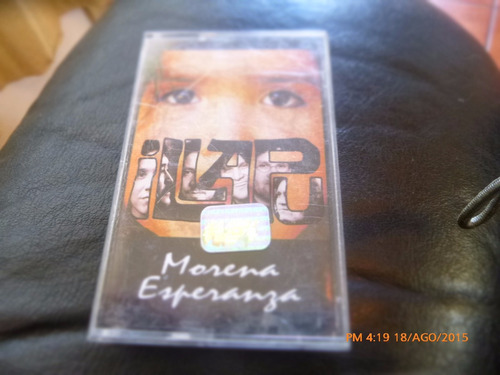 iLLAPU
Morena
Esperanza
PM 4:19 18/AGO/2015